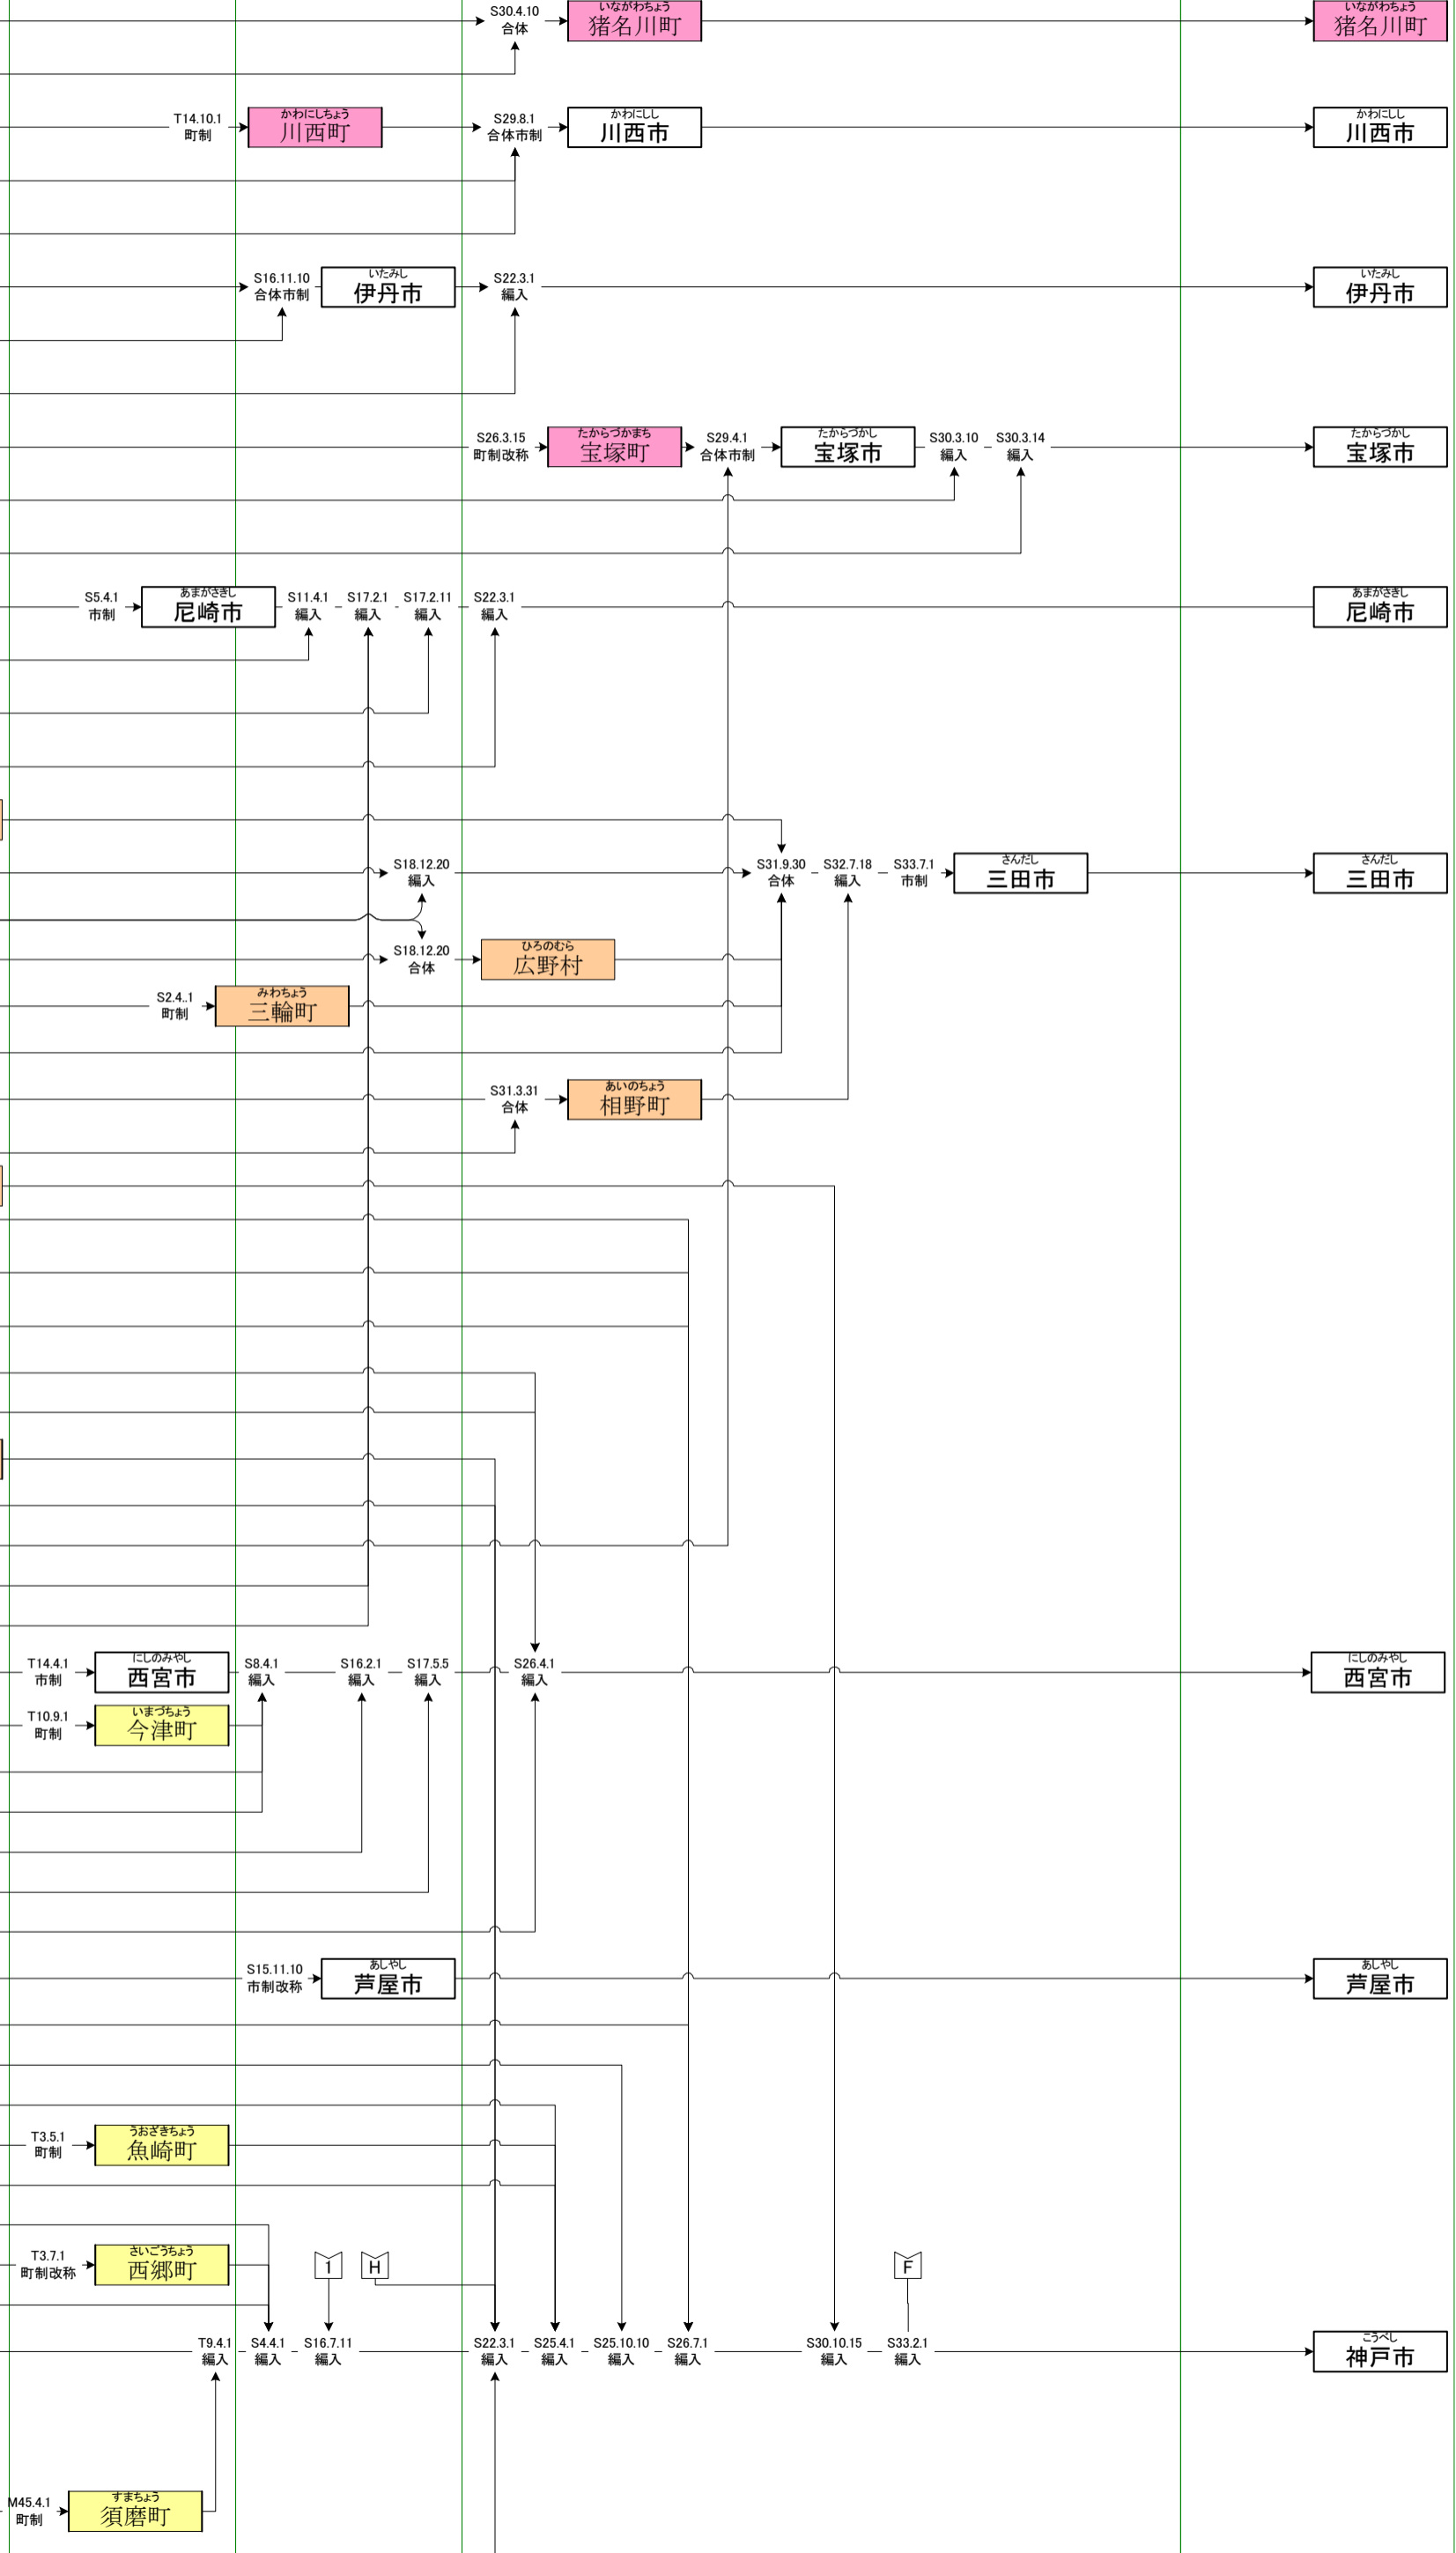 S30.4.10
合体
いながわちょう
猪名川町
いながわちょう
猪名川町
T14.10.1
町制
かわにしちょう
川西町
S29.8.1
合体市制
かわにしし
川西市
かわにしし
川西市
S16.11.10
合体市制
いたみし
伊丹市
S22.3.1
編入
いたみし
伊丹市
S26.3.15
町制改称
たからづかまち
宝塚町
S29.4.1
合体市制
たからづかし
宝塚市
S30.3.10
編入
S30.3.14
編入
たからづかし
宝塚市
S5.4.1
市制
あまがさきし
尼崎市
S11.4.1
編入
S17.2.1
編入
S17.2.11
編入
S22.3.1
編入
あまがさきし
尼崎市
S18.12.20
編入
S31.9.30
合体
S32.7.18
編入
S33.7.1
市制
さんだし
三田市
さんだし
三田市
S18.12.20
合体
ひろのむら
広野村
S2.4..1
町制
みわちょう
三輪町
S31.3.31
合体
あいのちょう
相野町
T14.4.1
市制
にしのみやし
西宮市
S8.4.1
編入
S16.2.1
編入
S17.5.5
編入
S26.4.1
編入
にしのみやし
西宮市
T10.9.1
町制
いまづちょう
今津町
S15.11.10
市制改称
あしやし
芦屋市
あしやし
芦屋市
T3.5.1
町制
うおざきちょう
魚崎町
T3.7.1
町制改称
さいごうちょう
西郷町
1
H
F
T9.4.1
編入
S4.4.1
編入
S16.7.11
編入
S22.3.1
編入
S25.4.1
編入
S25.10.10
編入
S26.7.1
編入
S30.10.15
編入
S33.2.1
編入
こうべし
神戸市
M45.4.1
町制
すまちょう
須磨町